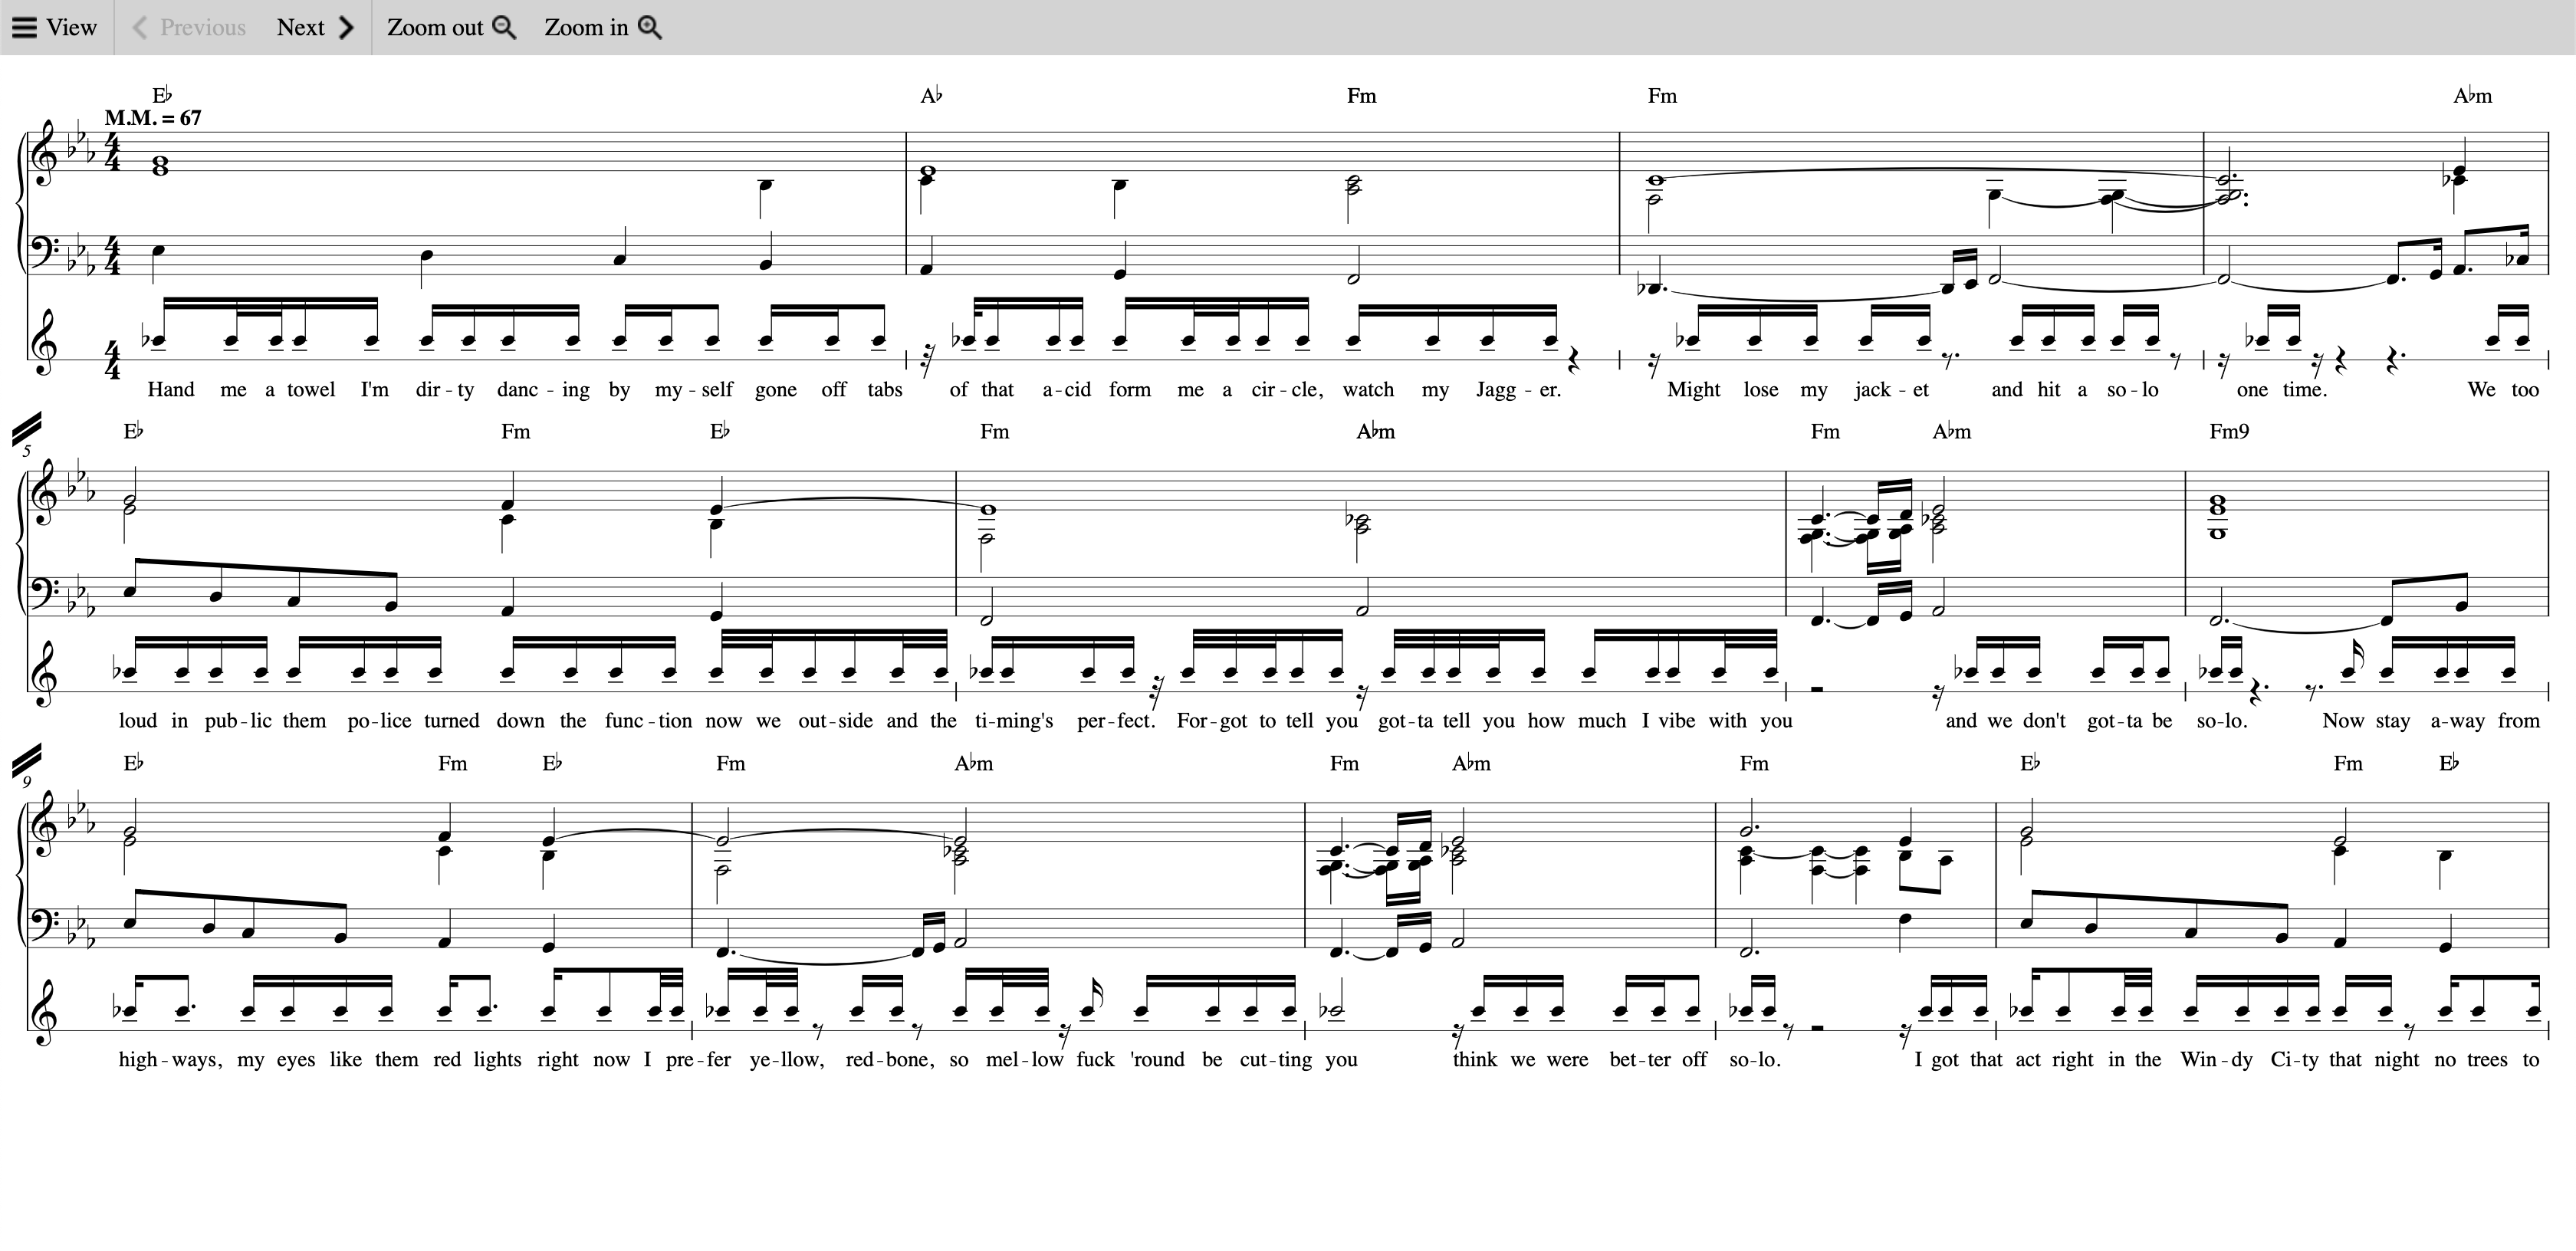 View Previous Next Zoom out Zoom in
E♭ A♭ Fm Fm A♭m
M.M. = 67
4 4
Hand me a towel I'm dir - ty danc - ing by my - self gone off tabs of that a - cid form me a cir - cle, watch my Jagg - er. Might lose my jack - et and hit a so - lo one time. We too
E♭ Fm E♭ Fm A♭m Fm A♭m Fm9
5
loud in pub - lic them po - lice turned down the func - tion now we out - side and the ti - ming's per - fect. For - got to tell you got - ta tell you how much I vibe with you and we don't got - ta be so - lo. Now stay a - way from
E♭ Fm E♭ Fm A♭m Fm A♭m Fm E♭ Fm E♭
9
high - ways, my eyes like them red lights right now I pre - fer ye - llow, red - bone, so mel - low fuck 'round be cut - ting you think we were bet - ter off so - lo. I got that act right in the Win - dy Ci - ty that night no trees to